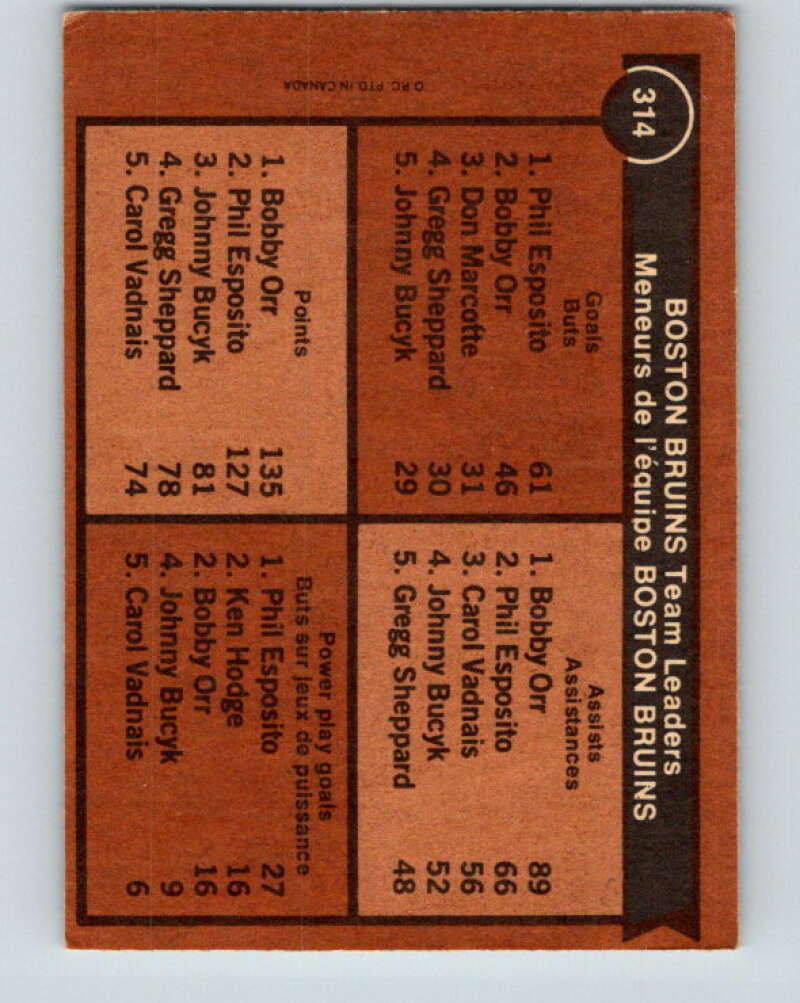 314
BOSTON BRUINS Team Leaders
Meneurs de l'équipe BOSTON BRUINS
Goals
Buts
1. Phil Esposito 61
2. Bobby Orr 46
3. Don Marcotte 31
4. Gregg Sheppard 30
5. Johnny Bucyk 29
Assists
Assistances
1. Bobby Orr 89
2. Phil Esposito 66
3. Carol Vadnais 56
4. Johnny Bucyk 52
5. Gregg Sheppard 48
Points
1. Bobby Orr 135
2. Phil Esposito 127
3. Johnny Bucyk 81
4. Gregg Sheppard 78
5. Carol Vadnais 74
Power play goals
Buts sur jeux de puissance
1. Phil Esposito 27
2. Ken Hodge 16
2. Bobby Orr 16
4. Johnny Bucyk 9
5. Carol Vadnais 6
O.P.C. PTD. IN CANADA